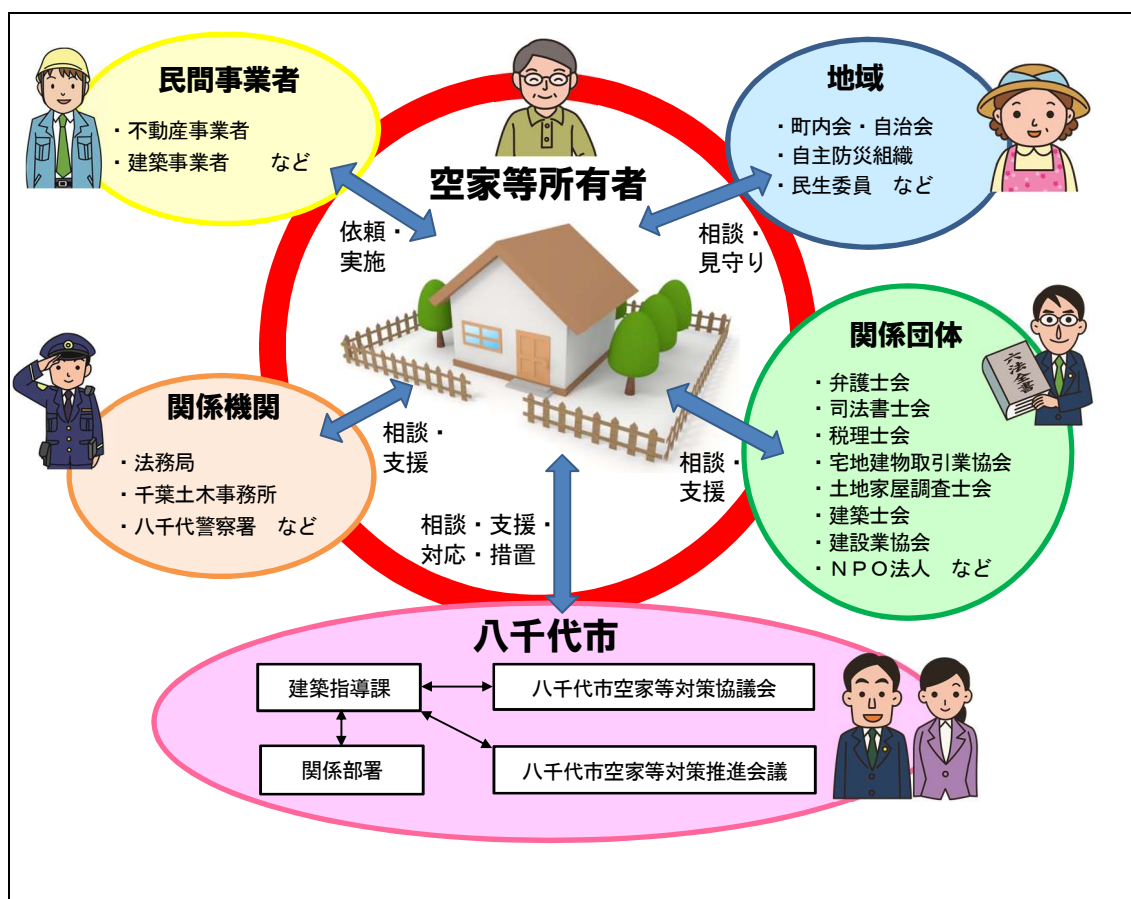 民間事業者
・不動産事業者
・建築事業者　など
地域
・町内会・自治会
・自主防災組織
・民生委員　など
空家等所有者
依頼・
実施
相談・
見守り
関係団体
・弁護士会
・司法書士会
・税理士会
・宅地建物取引業協会
・土地家屋調査士会
・建築士会
・建設業協会
・ＮＰＯ法人　など
六法全書
関係機関
・法務局
・千葉土木事務所
・八千代警察署　など
相談・
支援
相談・
支援
相談・支援・
対応・措置
八千代市
建築指導課
八千代市空家等対策協議会
関係部署
八千代市空家等対策推進会議